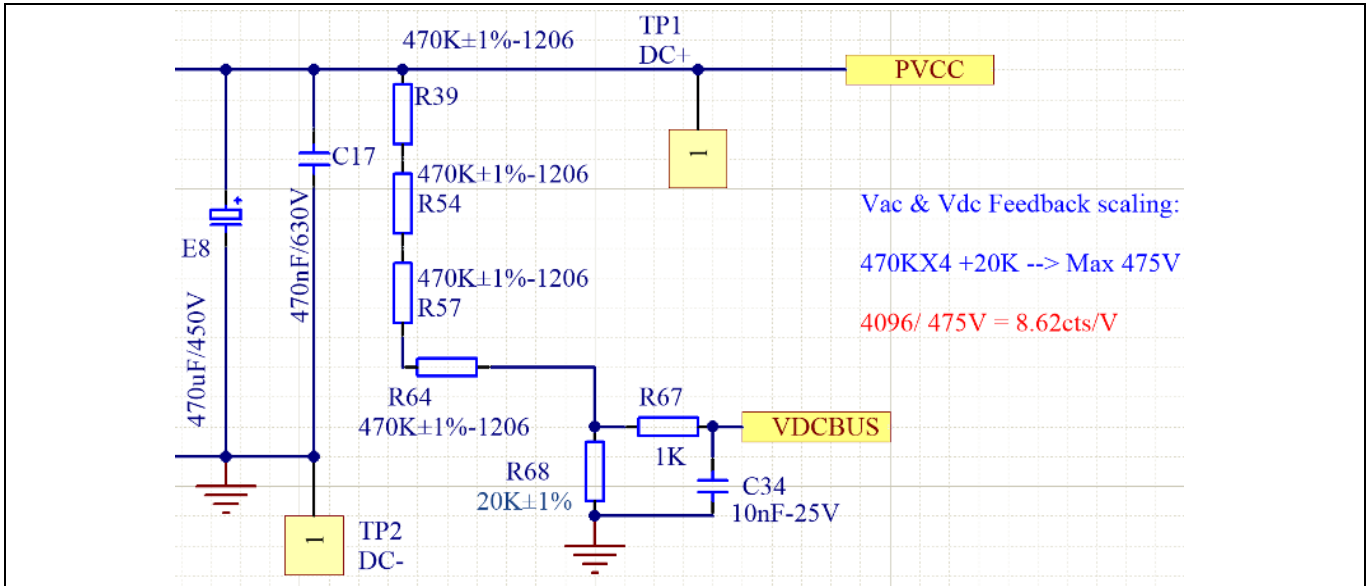 470K±1%-1206
TP1
DC+
PVCC
R39
1
C17
470K±1%-1206
R54
Vac & Vdc Feedback scaling:
E8
470nF/630V
470K±1%-1206
R57
470KX4 +20K --> Max 475V
4096/ 475V = 8.62cts/V
470uF/450V
R64
470K±1%-1206
R67
1K
VDCBUS
R68
20K±1%
C34
10nF-25V
1
TP2
DC-